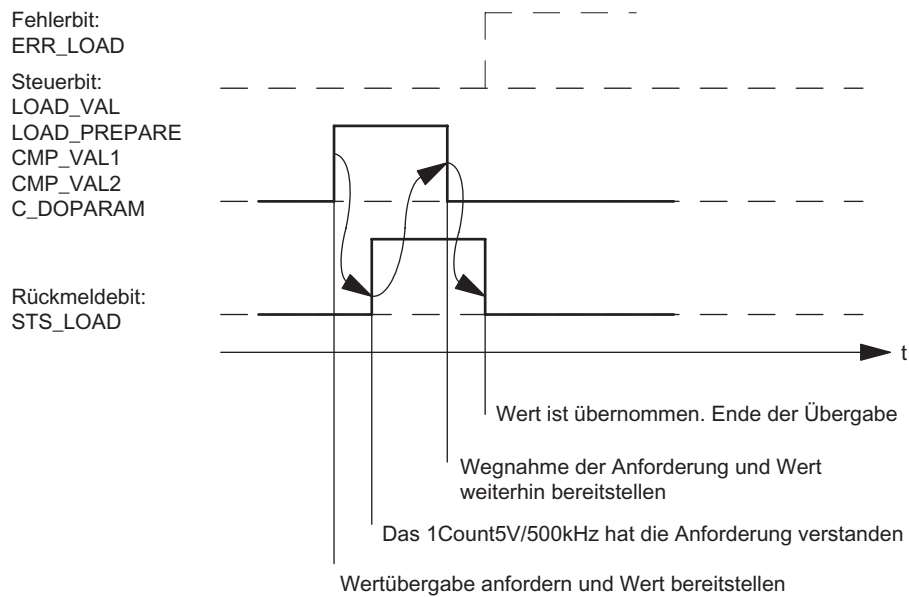 Fehlerbit:
ERR_LOAD
Steuerbit:
LOAD_VAL
LOAD_PREPARE
CMP_VAL1
CMP_VAL2
C_DOPARAM
Rückmeldebit:
STS_LOAD
t
Wert ist übernommen. Ende der Übergabe
Wegnahme der Anforderung und Wert
weiterhin bereitstellen
Das 1Count5V/500kHz hat die Anforderung verstanden
Wertübergabe anfordern und Wert bereitstellen